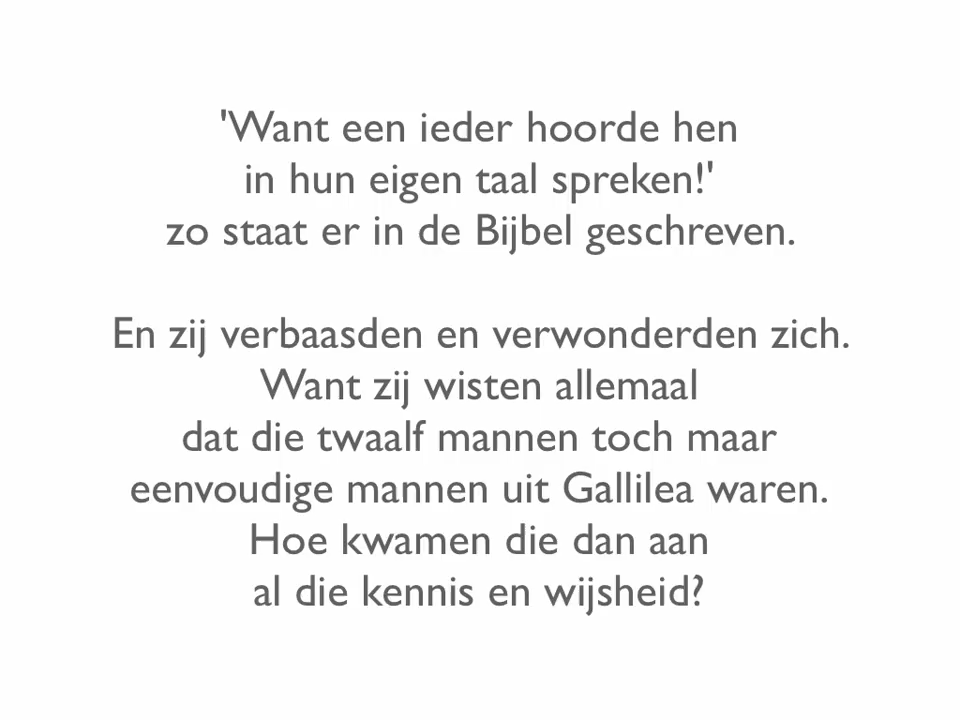 'Want een ieder hoorde hen
in hun eigen taal spreken!'
zo staat er in de Bijbel geschreven.
En zij verbaasden en verwonderden zich.
Want zij wisten allemaal
dat die twaalf mannen toch maar
eenvoudige mannen uit Gallilea waren.
Hoe kwamen die dan aan
al die kennis en wijsheid?